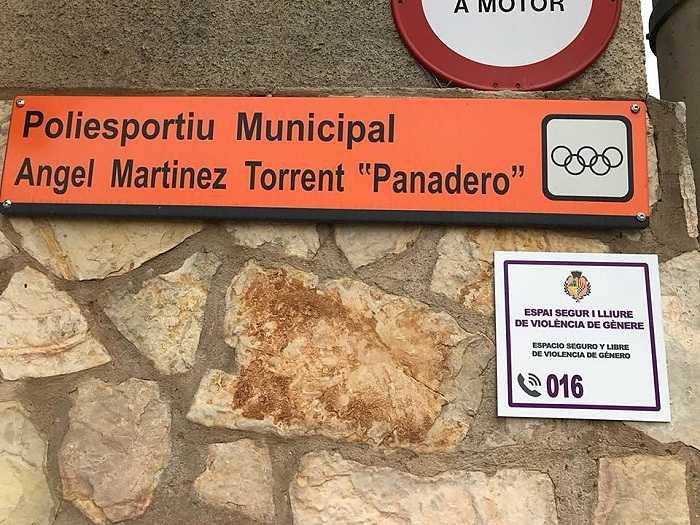 A MOTOR
Poliesportiu Municipal
Angel Martinez Torrent "Panadero"
ESPAI SEGUR I LLIURE
DE VIOLÈNCIA DE GÈNERE
ESPACIO SEGURO Y LIBRE
DE VIOLENCIA DE GÉNERO
016